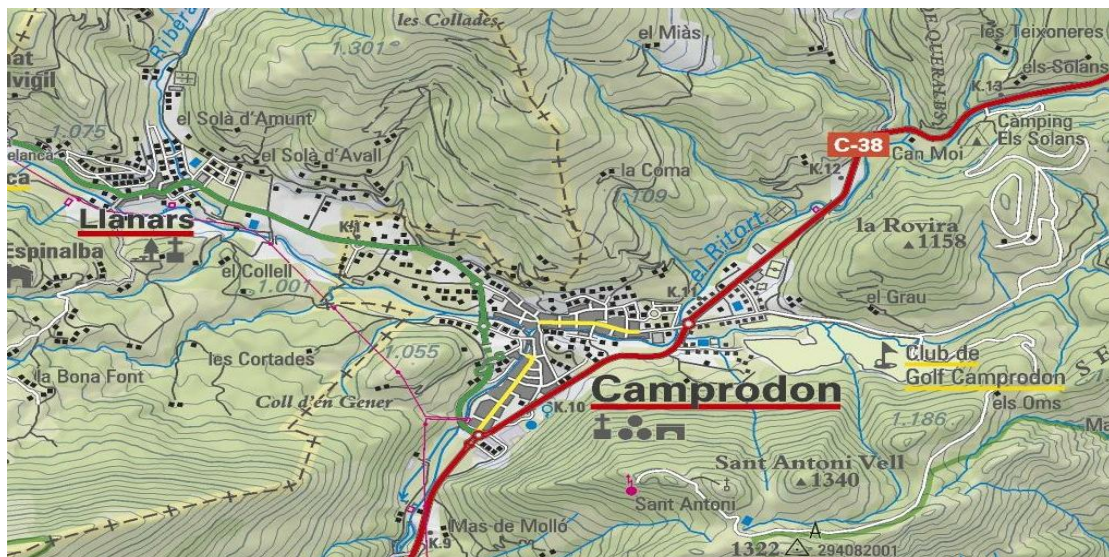 les Collades
el Miàs
les Teixoneres
els Solans
K.13
1.301
Ribera
lvigil
1.075
el Solà d'Amunt
el Solà d'Avall
C-38
Can Moi
Càmping
Els Solans
K.12
la Coma
la Rovira
1158
Llanars
K.1
el Ritort
Espinalba
el Collell
1.001
K.11
el Grau
1.055
les Cortades
la Bona Font
Coll d'en Gener
Camprodon
K.10
Club de
Golf Camprodon
els Oms
1.186
Sant Antoni Vell
1340
Sant Antoni
Mas de Molló
K.9
1322
294082001